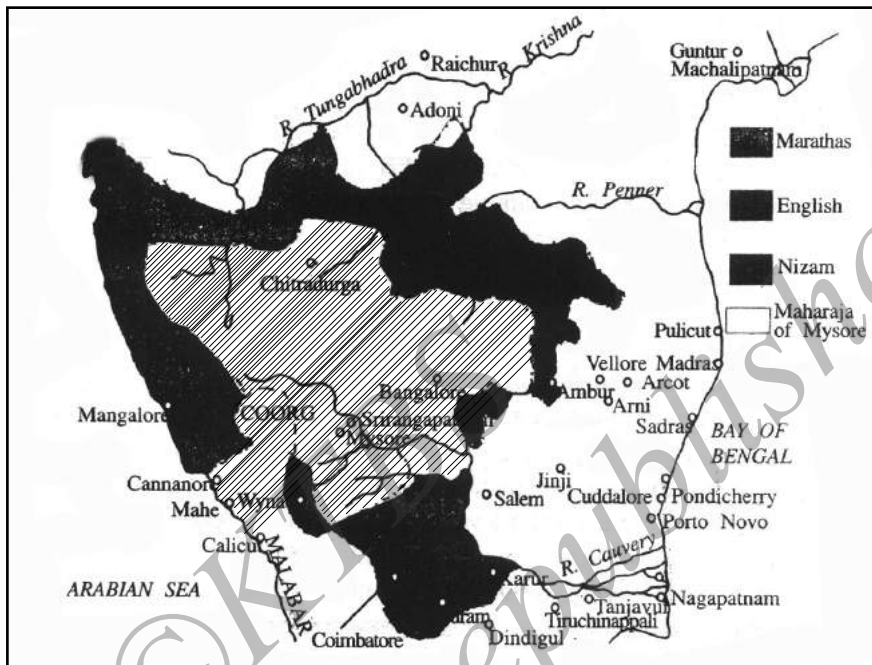 R. Tungabhadra
Raichur
R. Krishna
Guntur
Machalipatnam
Adoni
Marathas
R. Penner
English
Nizam
Chitradurga
Maharaja
of Mysore
Pulicut
Vellore
Madras
Bangalore
Ambur
Arcot
Arni
Mangalore
COORG
Mysore
Sadras
BAY OF
BENGAL
Jinji
Cannanore
Salem
Cuddalore
Pondicherry
Mahe
Wyna
Porto Novo
Calicut
MALABAR
R. Cauvery
Karur
ARABIAN SEA
Nagapatnam
Tanjavur
Tiruchinappali
Coimbatore
Dindigul